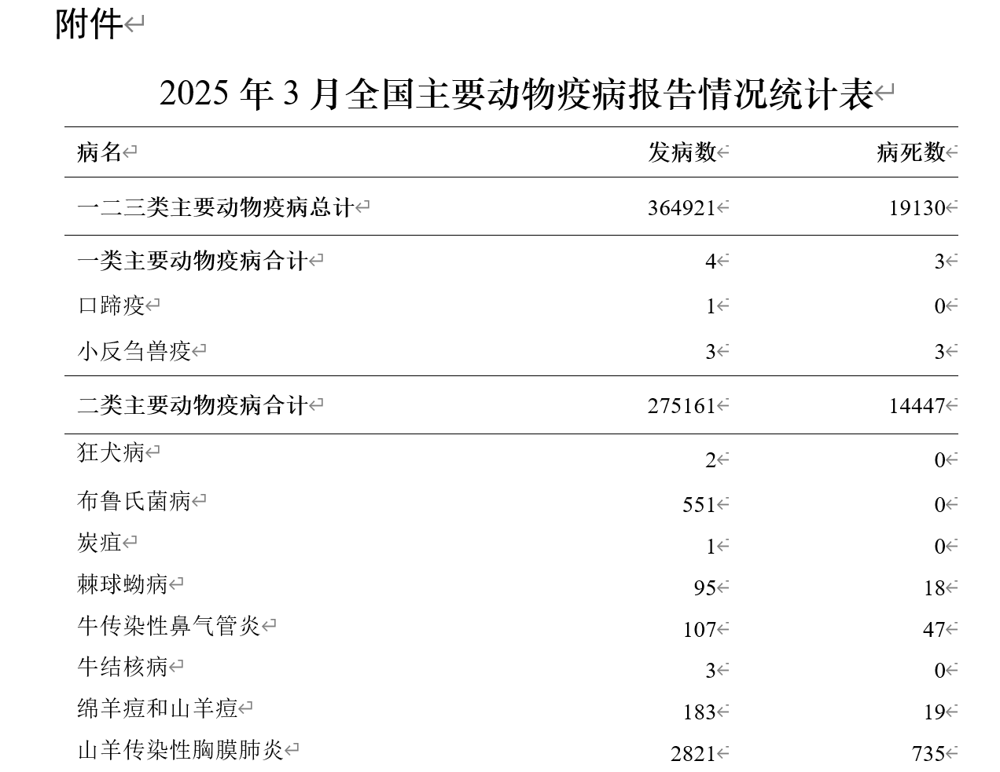 附件
2025 年 3 月全国主要动物疫病报告情况统计表
病名 发病数 病死数
一二三类主要动物疫病总计 364921 19130
一类主要动物疫病合计 4 3
口蹄疫 1 0
小反刍兽疫 3 3
二类主要动物疫病合计 275161 14447
狂犬病 2 0
布鲁氏菌病 551 0
炭疽 1 0
棘球蚴病 95 18
牛传染性鼻气管炎 107 47
牛结核病 3 0
绵羊痘和山羊痘 183 19
山羊传染性胸膜肺炎 2821 735